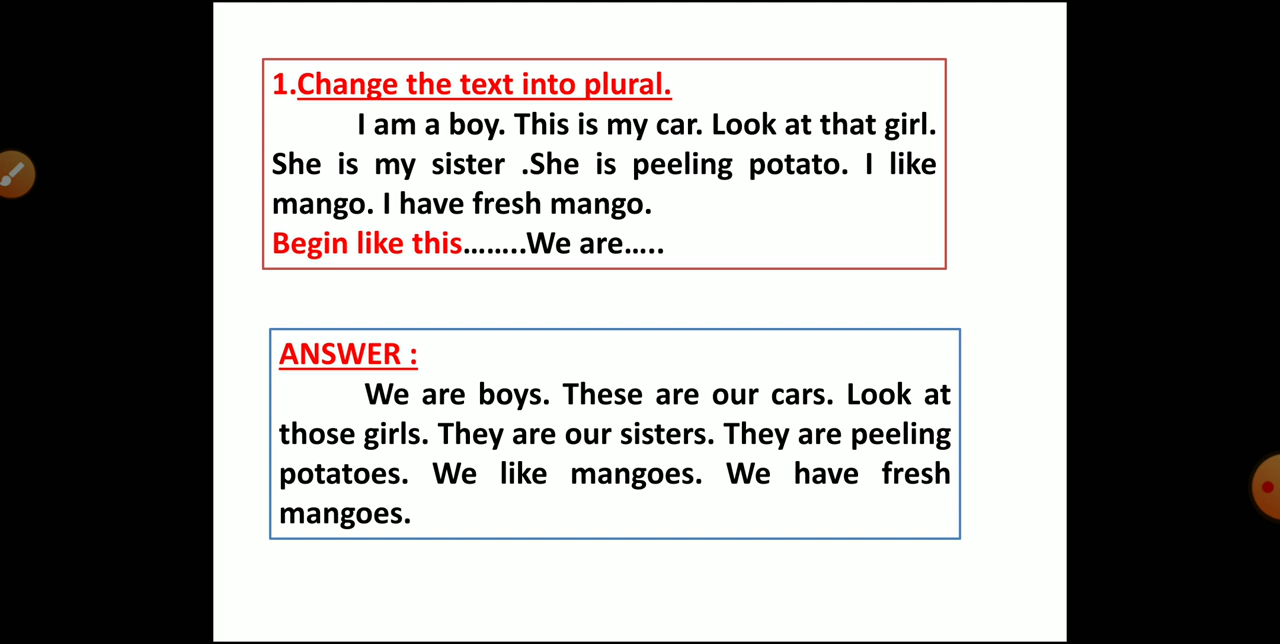 1.Change the text into plural.
I am a boy. This is my car. Look at that girl.
She is my sister .She is peeling potato. I like
mango. I have fresh mango.
Begin like this........We are.....
ANSWER :
We are boys. These are our cars. Look at
those girls. They are our sisters. They are peeling
potatoes. We like mangoes. We have fresh
mangoes.